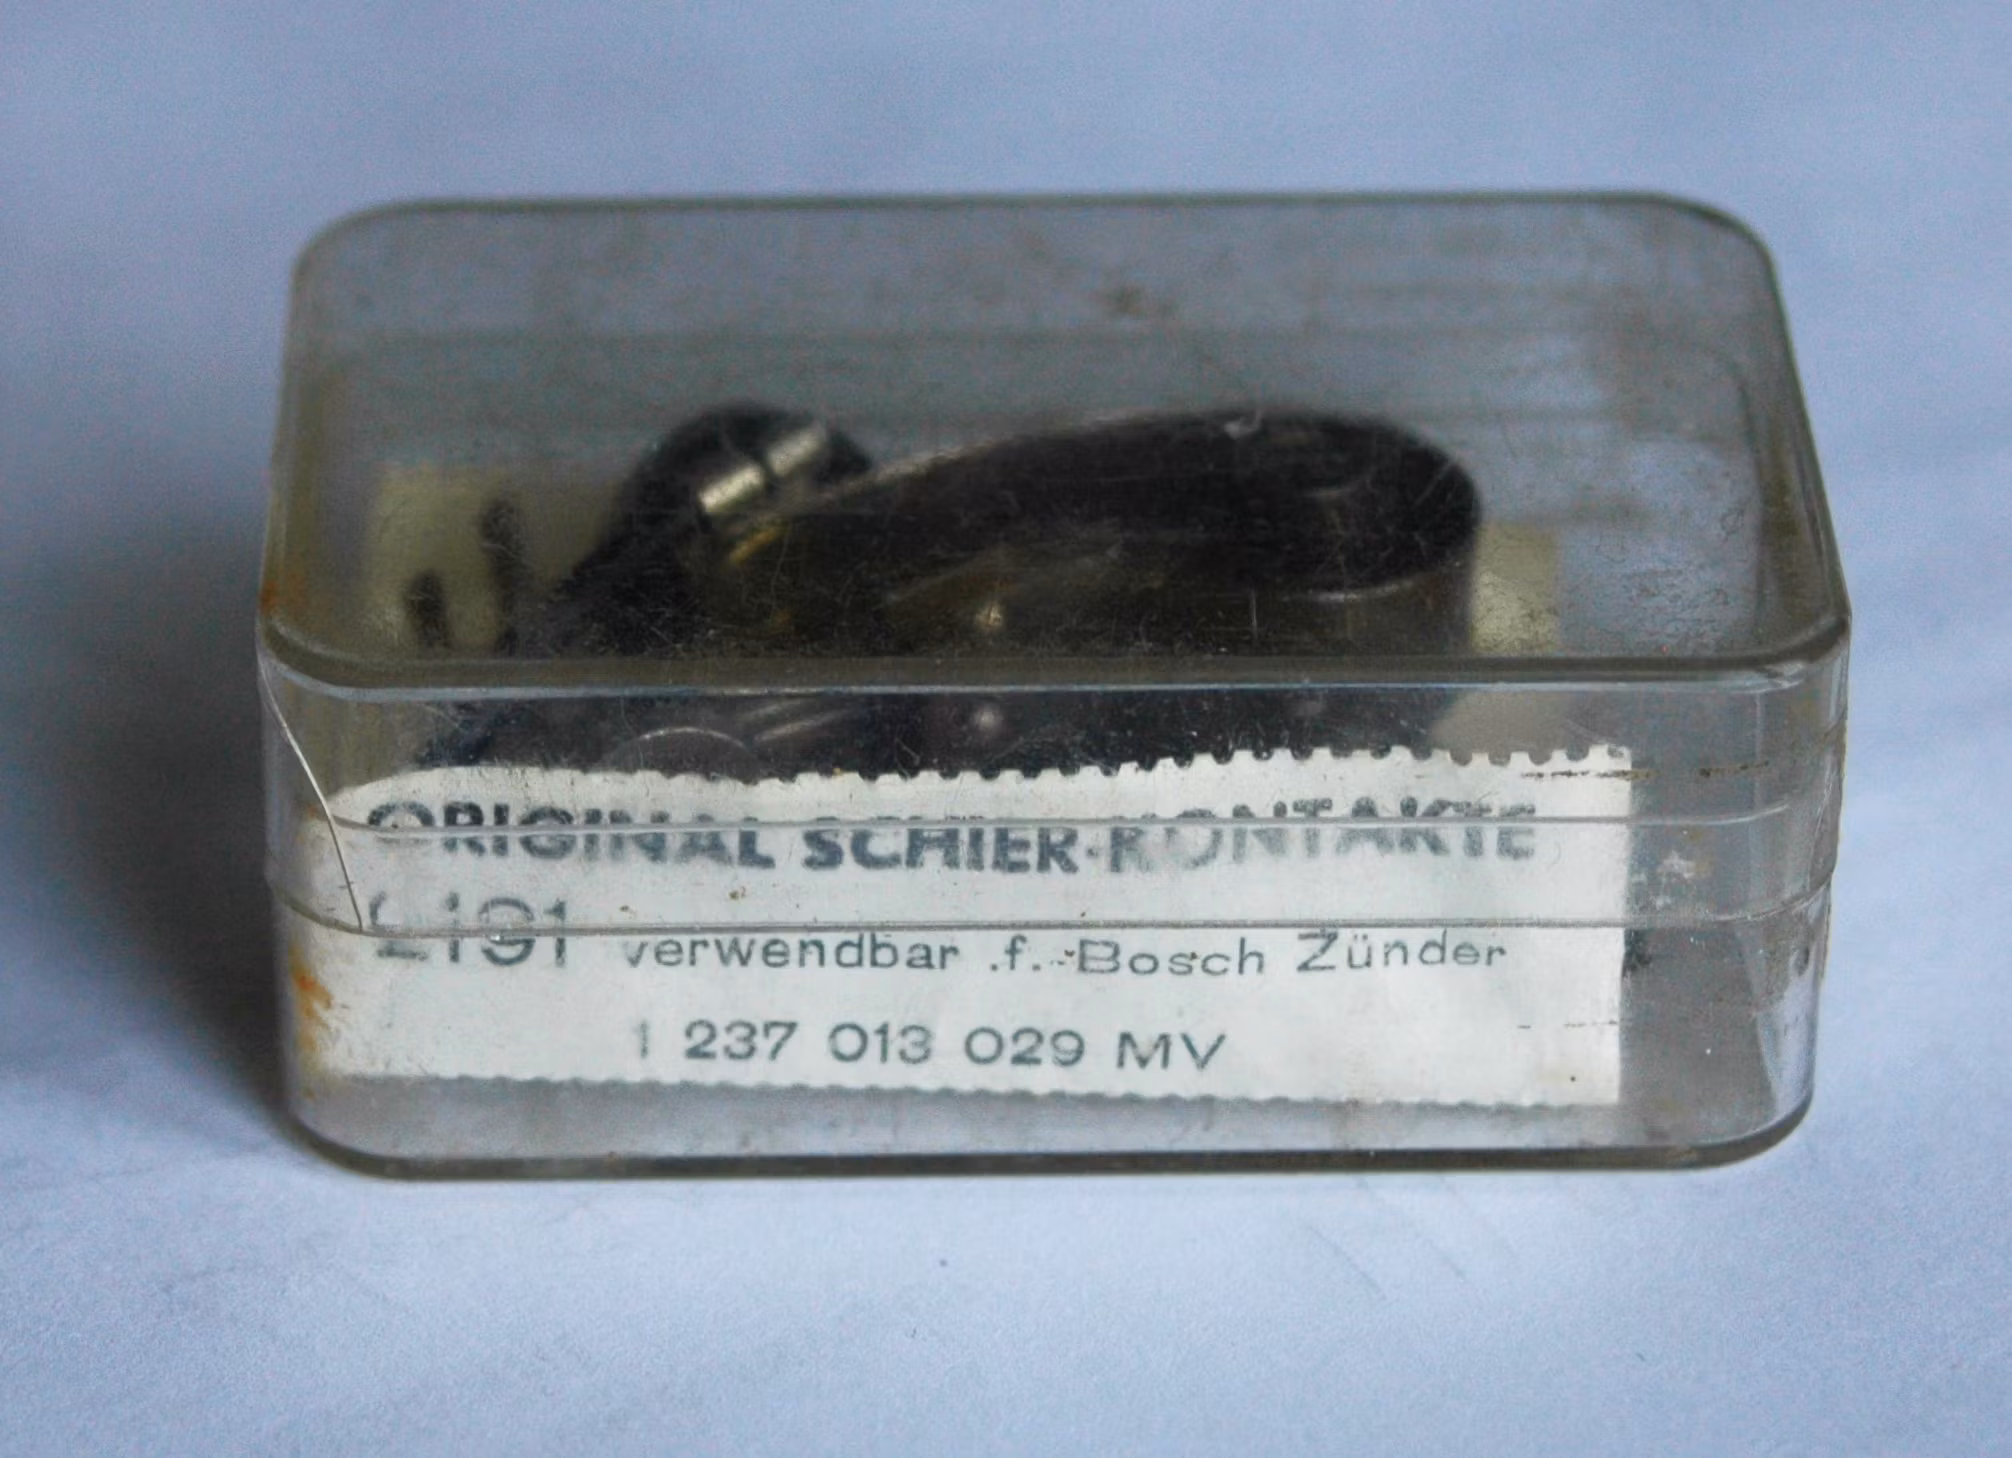 ORIGINAL SCHIER-KONTAKTE
verwendbar .f. Bosch Zünder
1 237 013 029 MV